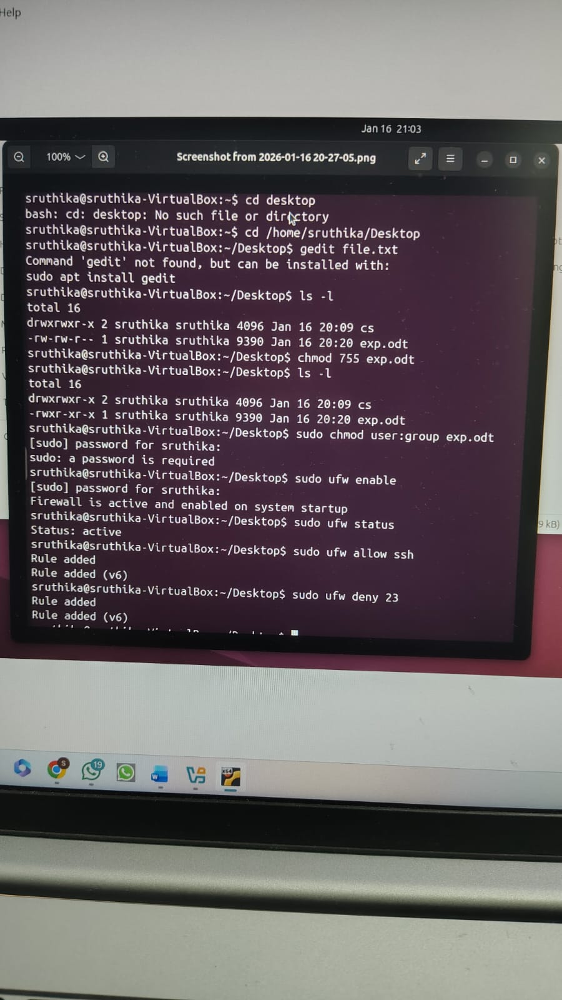 Help
Jan 16 21:03
100%
Screenshot from 2026-01-16 20-27-05.png
sruthika@sruthika-VirtualBox:~$ cd desktop
bash: cd: desktop: No such file or directory
sruthika@sruthika-VirtualBox:~$ cd /home/sruthika/Desktop
sruthika@sruthika-VirtualBox:~/Desktop$ gedit file.txt
Command 'gedit' not found, but can be installed with:
sudo apt install gedit
sruthika@sruthika-VirtualBox:~/Desktop$ ls -l
total 16
drwxrwxr-x 2 sruthika sruthika 4096 Jan 16 20:09 cs
-rw-rw-r-- 1 sruthika sruthika 9390 Jan 16 20:20 exp.odt
sruthika@sruthika-VirtualBox:~/Desktop$ chmod 755 exp.odt
sruthika@sruthika-VirtualBox:~/Desktop$ ls -l
total 16
drwxrwxr-x 2 sruthika sruthika 4096 Jan 16 20:09 cs
-rwxr-xr-x 1 sruthika sruthika 9390 Jan 16 20:20 exp.odt
sruthika@sruthika-VirtualBox:~/Desktop$ sudo chmod user:group exp.odt
[sudo] password for sruthika:
sudo: a password is required
sruthika@sruthika-VirtualBox:~/Desktop$ sudo ufw enable
[sudo] password for sruthika:
Firewall is active and enabled on system startup
sruthika@sruthika-VirtualBox:~/Desktop$ sudo ufw status
Status: active
9 kB)
sruthika@sruthika-VirtualBox:~/Desktop$ sudo ufw allow ssh
Rule added
Rule added (v6)
sruthika@sruthika-VirtualBox:~/Desktop$ sudo ufw deny 23
Rule added
Rule added (v6)
S
19
W
x64